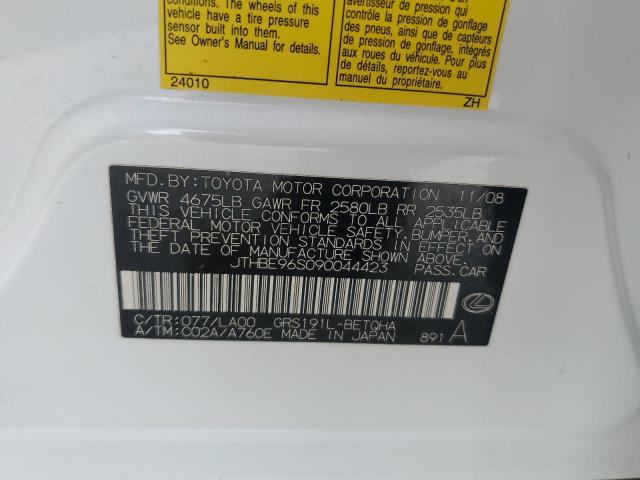 conditions. The wheels of this
vehicle have a tire pressure
sensor built into them.
See Owner's Manual for details.
24010
avertisseur de pression qui
contrôle la pression de gonflage
des pneus, ainsi que de capteurs
de pression de gonflage, intégrés
aux roues du véhicule. Pour plus
de détails, reportez-vous au
manuel du propriétaire.
ZH
MFD.BY:TOYOTA MOTOR CORPORATION 11/08
GVWR 4675LB GAWR FR 2580LB RR 2535LB
THIS VEHICLE CONFORMS TO ALL APPLICABLE
FEDERAL MOTOR VEHICLE SAFETY, BUMPER, AND
THEFT PREVENTION STANDARDS IN EFFECT ON
THE DATE OF MANUFACTURE SHOWN ABOVE.
JTHBE96S090044423 PASS.CAR
C/TR:077/LA00 GRS191L-BETQHA
A/TM:C02A/A760E MADE IN JAPAN 891 A